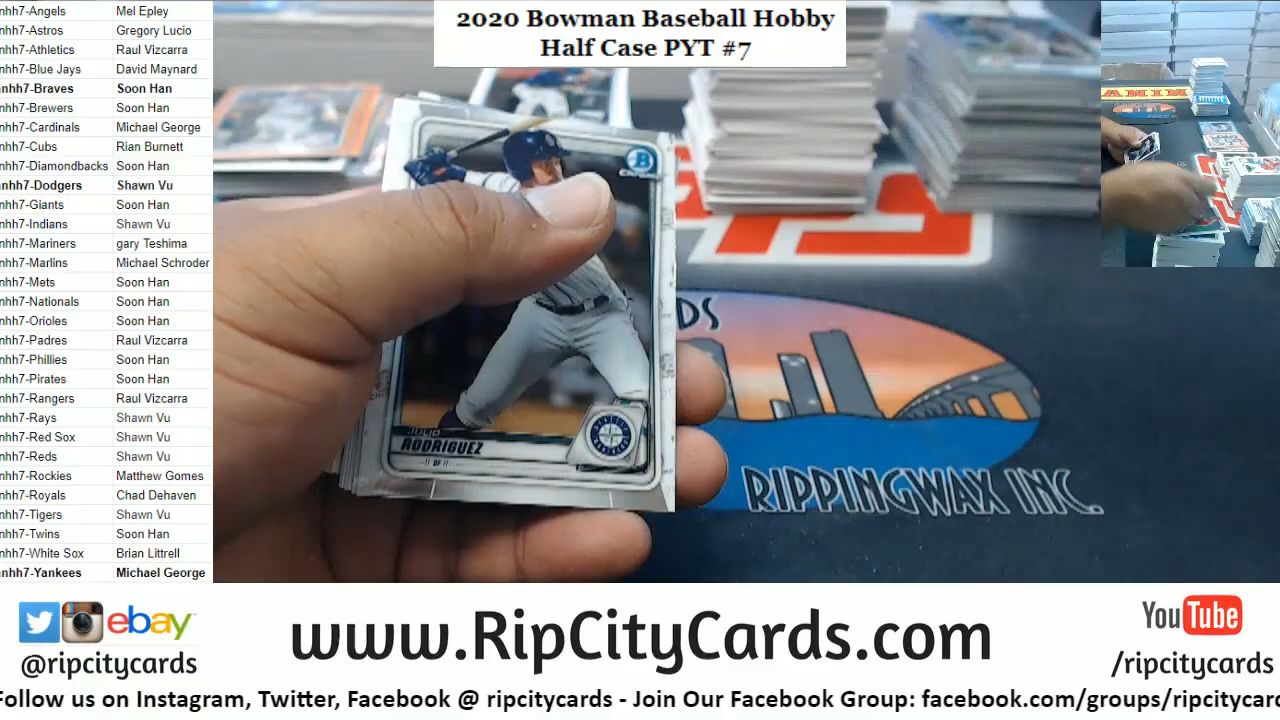 2020 Bowman Baseball Hobby
Half Case PYT #7
nhh7-Angels Mel Epley
nhh7-Astros Gregory Lucio
nhh7-Athletics Raul Vizcarra
nhh7-Blue Jays David Maynard
nhh7-Braves Soon Han
nhh7-Brewers Soon Han
nhh7-Cardinals Michael George
nhh7-Cubs Rian Burnett
nhh7-Diamondbacks Soon Han
nhh7-Dodgers Shawn Vu
nhh7-Giants Soon Han
nhh7-Indians Shawn Vu
nhh7-Mariners gary Teshima
nhh7-Marlins Michael Schroder
nhh7-Mets Soon Han
nhh7-Nationals Soon Han
nhh7-Orioles Soon Han
nhh7-Padres Raul Vizcarra
nhh7-Phillies Soon Han
nhh7-Pirates Soon Han
nhh7-Rangers Raul Vizcarra
nhh7-Rays Shawn Vu
nhh7-Red Sox Shawn Vu
nhh7-Reds Shawn Vu
nhh7-Rockies Matthew Gomes
nhh7-Royals Chad Dehaven
nhh7-Tigers Shawn Vu
nhh7-Twins Soon Han
nhh7-White Sox Brian Littrell
nhh7-Yankees Michael George
B
CHROME
JULIO
RODRIGUEZ
OF
DS
RIPPINGWAX INC.
ebay
@ripcitycards
www.RipCityCards.com
YouTube
/ripcitycards
Follow us on Instagram, Twitter, Facebook @ ripcitycards - Join Our Facebook Group: facebook.com/groups/ripcitycard